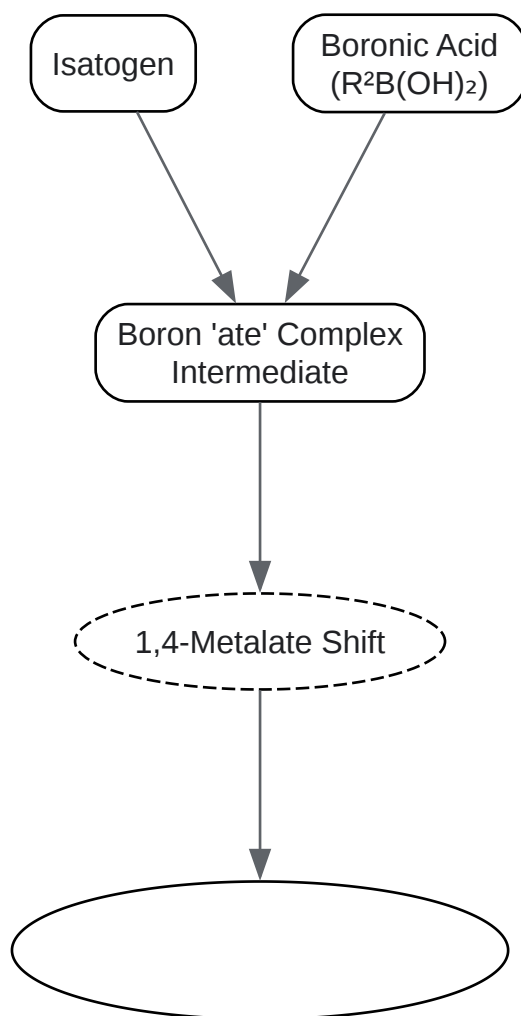 Isatogen
Boronic Acid
(R²B(OH)₂)
Boron 'ate' Complex
Intermediate
1,4-Metalate Shift